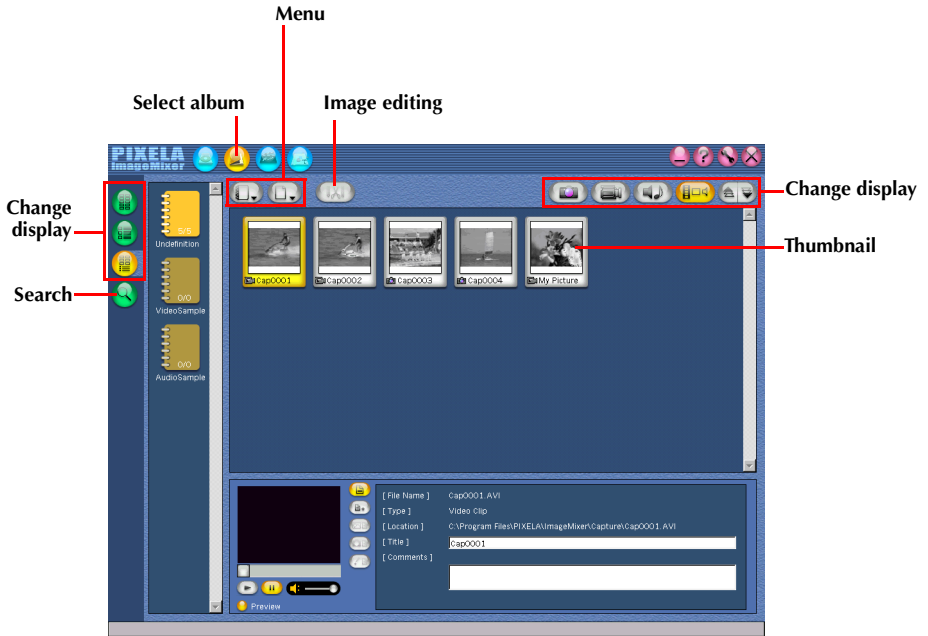 Menu
Select album
Image editing
PIXELA
ImageMixer
Change display
Change
display
5/5
Undefinition
Thumbnail
Cap0001
Cap0002
Cap0003
Cap0004
My Picture
Search
0/0
VideoSample
0/0
AudioSample
[ File Name ] Cap0001.AVI
[ Type ] Video Clip
[ Location ] C:\Program Files\PIXELA\ImageMixer\Capture\Cap0001.AVI
[ Title ] Cap0001
[ Comments ]
Preview